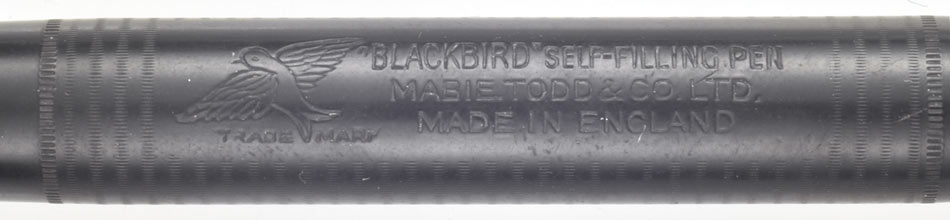 "BLACKBIRD" SELF-FILLING PEN
MABIE. TODD & CO. LTD.
MADE IN ENGLAND
TRADE MARK